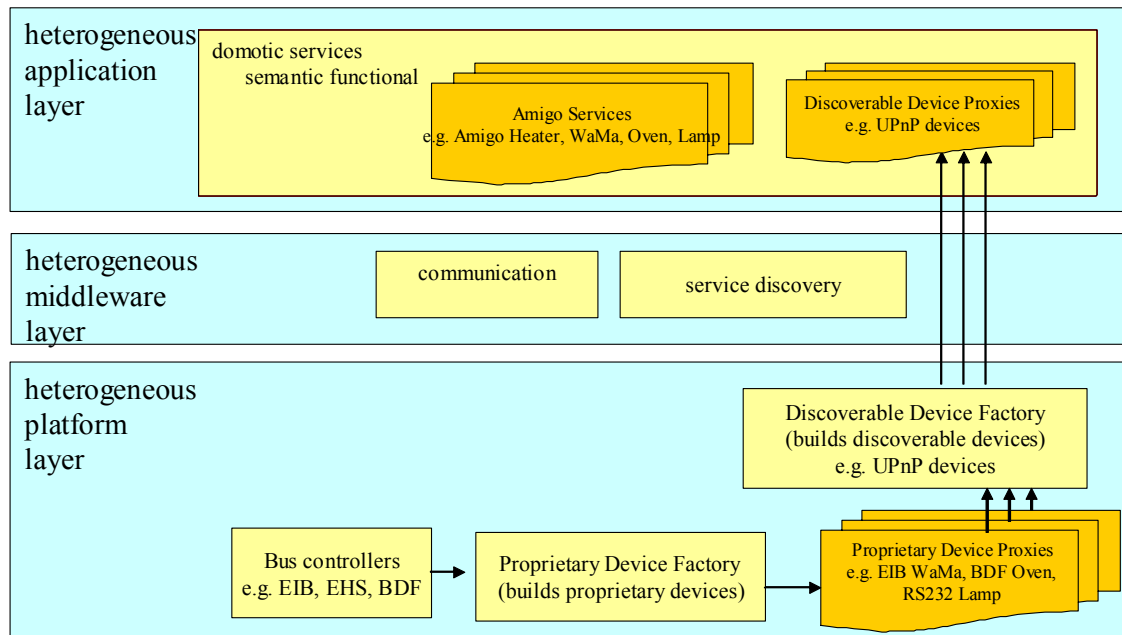 heterogeneous
application
layer
domotic services
semantic functional
Amigo Services
e.g. Amigo Heater, WaMa, Oven, Lamp
Discoverable Device Proxies
e.g. UPnP devices
heterogeneous
middleware
layer
communication
service discovery
heterogeneous
platform
layer
Discoverable Device Factory
(builds discoverable devices)
e.g. UPnP devices
Bus controllers
e.g. EIB, EHS, BDF
Proprietary Device Factory
(builds proprietary devices)
Proprietary Device Proxies
e.g. EIB WaMa, BDF Oven,
RS232 Lamp